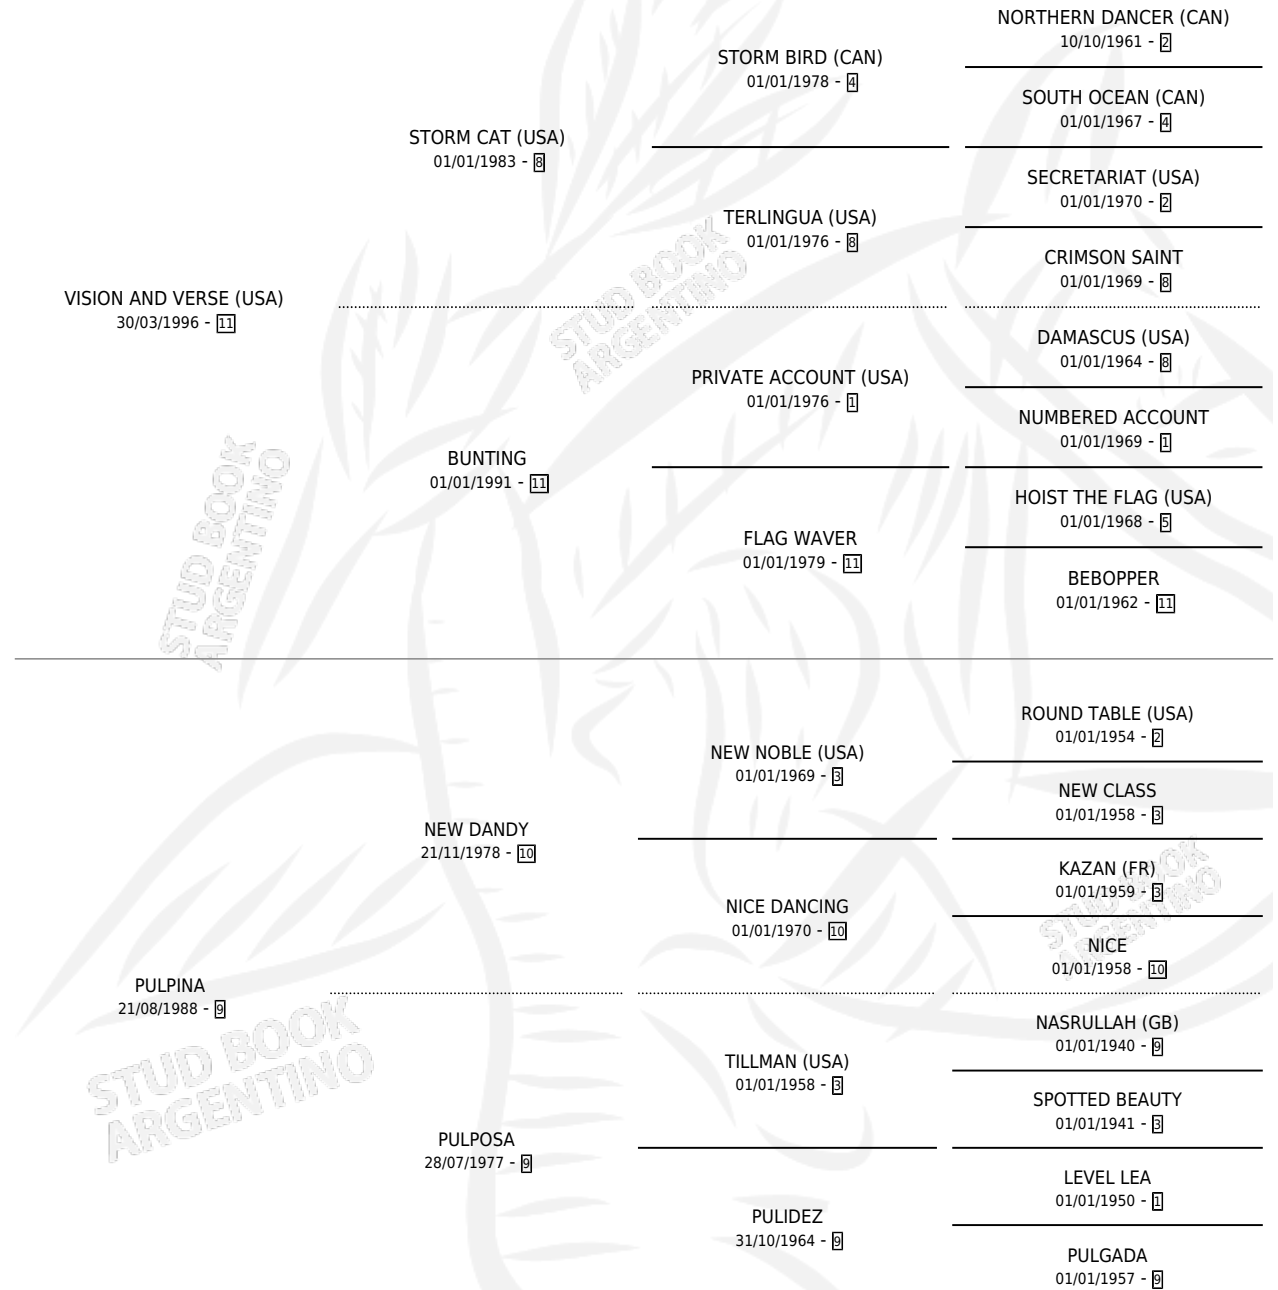 NORTHERN DANCER (CAN)
10/10/1961 - 2
STORM BIRD (CAN)
01/01/1978 - 4
SOUTH OCEAN (CAN)
01/01/1967 - 4
STORM CAT (USA)
01/01/1983 - 8
SECRETARIAT (USA)
01/01/1970 - 2
TERLINGUA (USA)
01/01/1976 - 8
CRIMSON SAINT
01/01/1969 - 8
VISION AND VERSE (USA)
30/03/1996 - 11
DAMASCUS (USA)
01/01/1964 - 8
PRIVATE ACCOUNT (USA)
01/01/1976 - 1
NUMBERED ACCOUNT
01/01/1969 - 1
BUNTING
01/01/1991 - 11
HOIST THE FLAG (USA)
01/01/1968 - 5
FLAG WAVER
01/01/1979 - 11
BEBOPPER
01/01/1962 - 11
ROUND TABLE (USA)
01/01/1954 - 2
NEW NOBLE (USA)
01/01/1969 - 3
NEW CLASS
01/01/1958 - 3
NEW DANDY
21/11/1978 - 10
KAZAN (FR)
01/01/1959 - 3
NICE DANCING
01/01/1970 - 10
NICE
01/01/1958 - 10
PULPINA
21/08/1988 - 9
NASRULLAH (GB)
01/01/1940 - 9
TILLMAN (USA)
01/01/1958 - 3
SPOTTED BEAUTY
01/01/1941 - 3
PULPOSA
28/07/1977 - 9
LEVEL LEA
01/01/1950 - 1
PULIDEZ
31/10/1964 - 9
PULGADA
01/01/1957 - 9
STUD BOOK
ARGENTINO
STUD BOOK
ARGENTINO
STUD BOOK
ARGENTINO
STUD BOOK
ARGENTINO